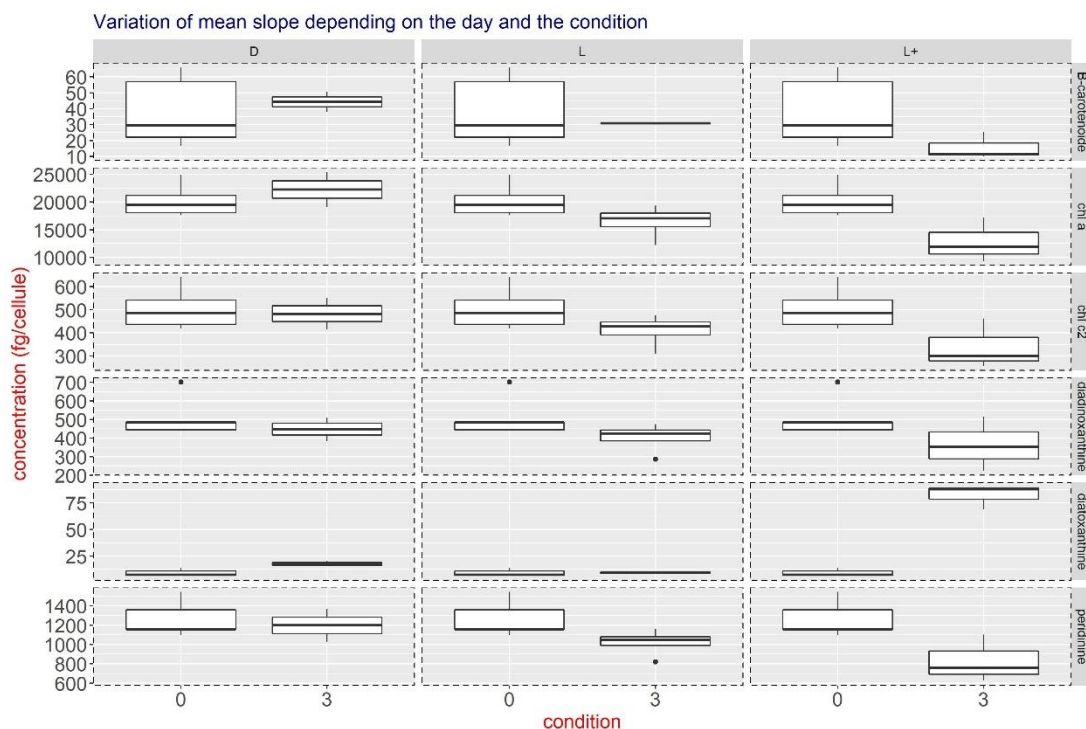 Variation of mean slope depending on the day and the condition
D L L+
60
50
40
30
20
10
B-carotenoide
25000
20000
15000
10000
chl a
600
500
400
300
chl c2
700
600
500
400
300
200
diadinoxanthine
75
50
25
diatoxanthine
1400
1200
1000
800
600
peridinine
concentration (fg/cellule)
0 3 0 3 0 3
condition